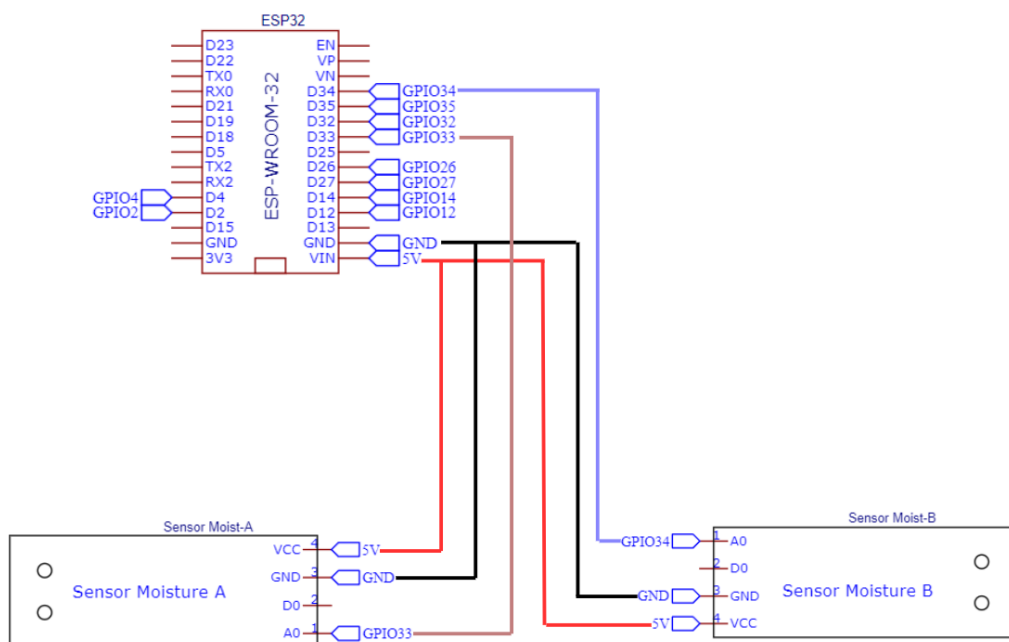 ESP32
ESP-WROOM-32
D23 EN
D22 VP
TX0 VN
RX0 D34 GPIO34
D21 D35 GPIO35
D19 D32 GPIO32
D18 D33 GPIO33
D5 D25
TX2 D26 GPIO26
RX2 D27 GPIO27
GPIO4 D4 D14 GPIO14
GPIO2 D2 D12 GPIO12
D15 D13
GND GND GND
3V3 VIN 5V
Sensor Moist-A
Sensor Moisture A
VCC 4 5V
GND 3 GND
D0 2
A0 1 GPIO33
Sensor Moist-B
Sensor Moisture B
GPIO34 1 A0
2 D0
GND 3 GND
5V 4 VCC